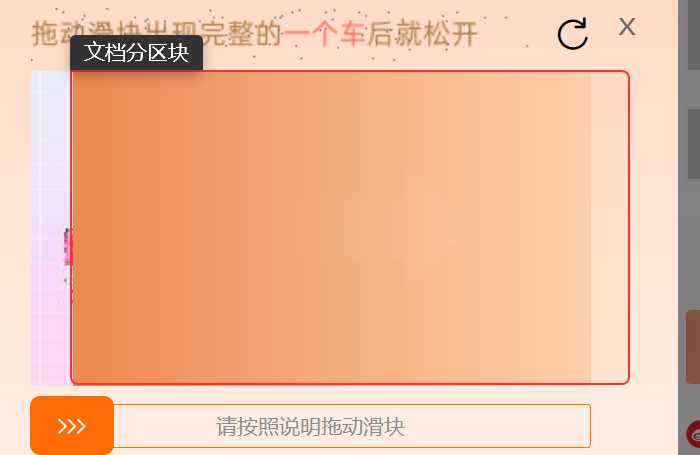 拖动滑块出现完整的一个车后就松开
X
文档分区块
请按照说明拖动滑块